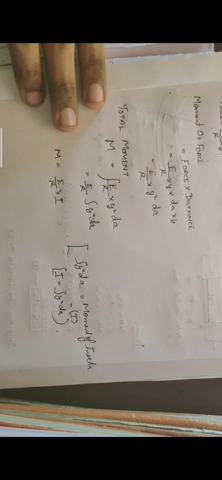 Moment Of Force
= Force x Distance
= E/R x y x da x y
= E/R x y² da
Total Moment
M = ∫ E/R x y² da
= E/R ∫ y² da
[ ∫ y² da = Moment of Inertia
= (I)
M = E/R x I
[I = ∫ y² da]